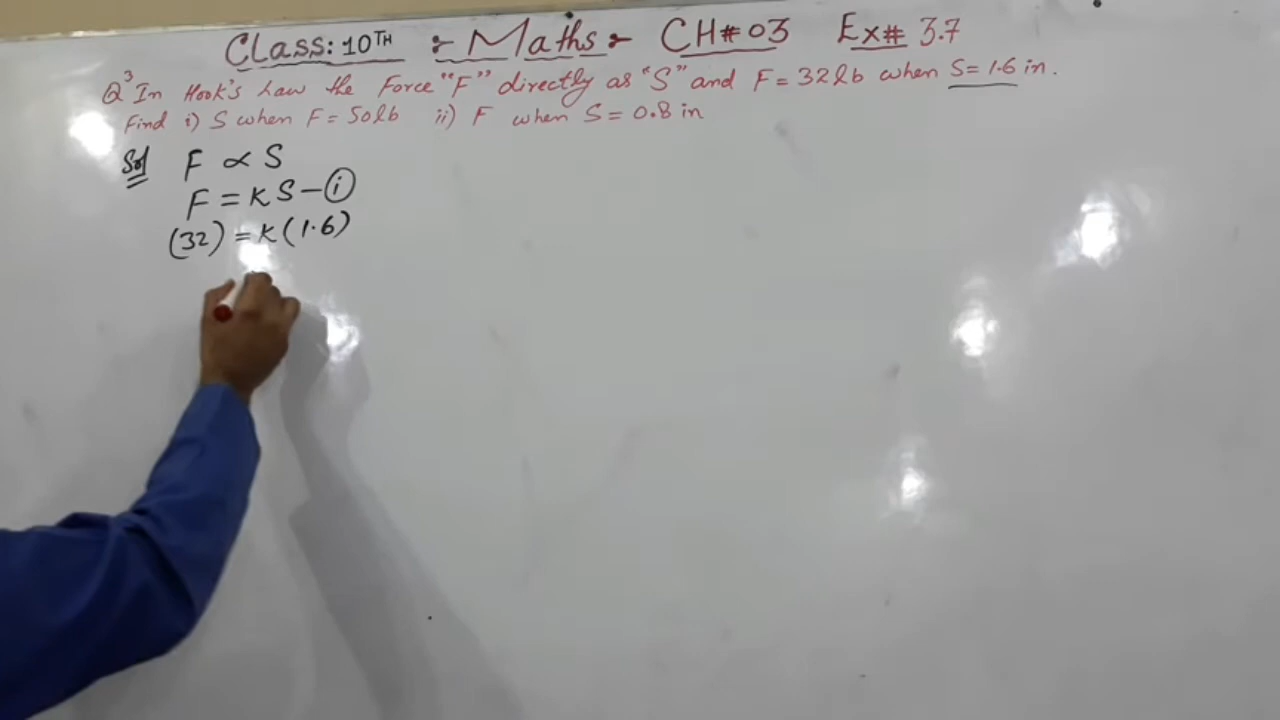 Class: 10TH :- Maths :- CH# 03 Ex# 3.7
Q3 In Hook's Law the Force "F" directly as "S" and F = 32lb when S = 1.6 in.
Find i) S when F = 50lb ii) F when S = 0.8 in
Sol F ∝ S
F = K S - (i)
(32) = K (1.6)